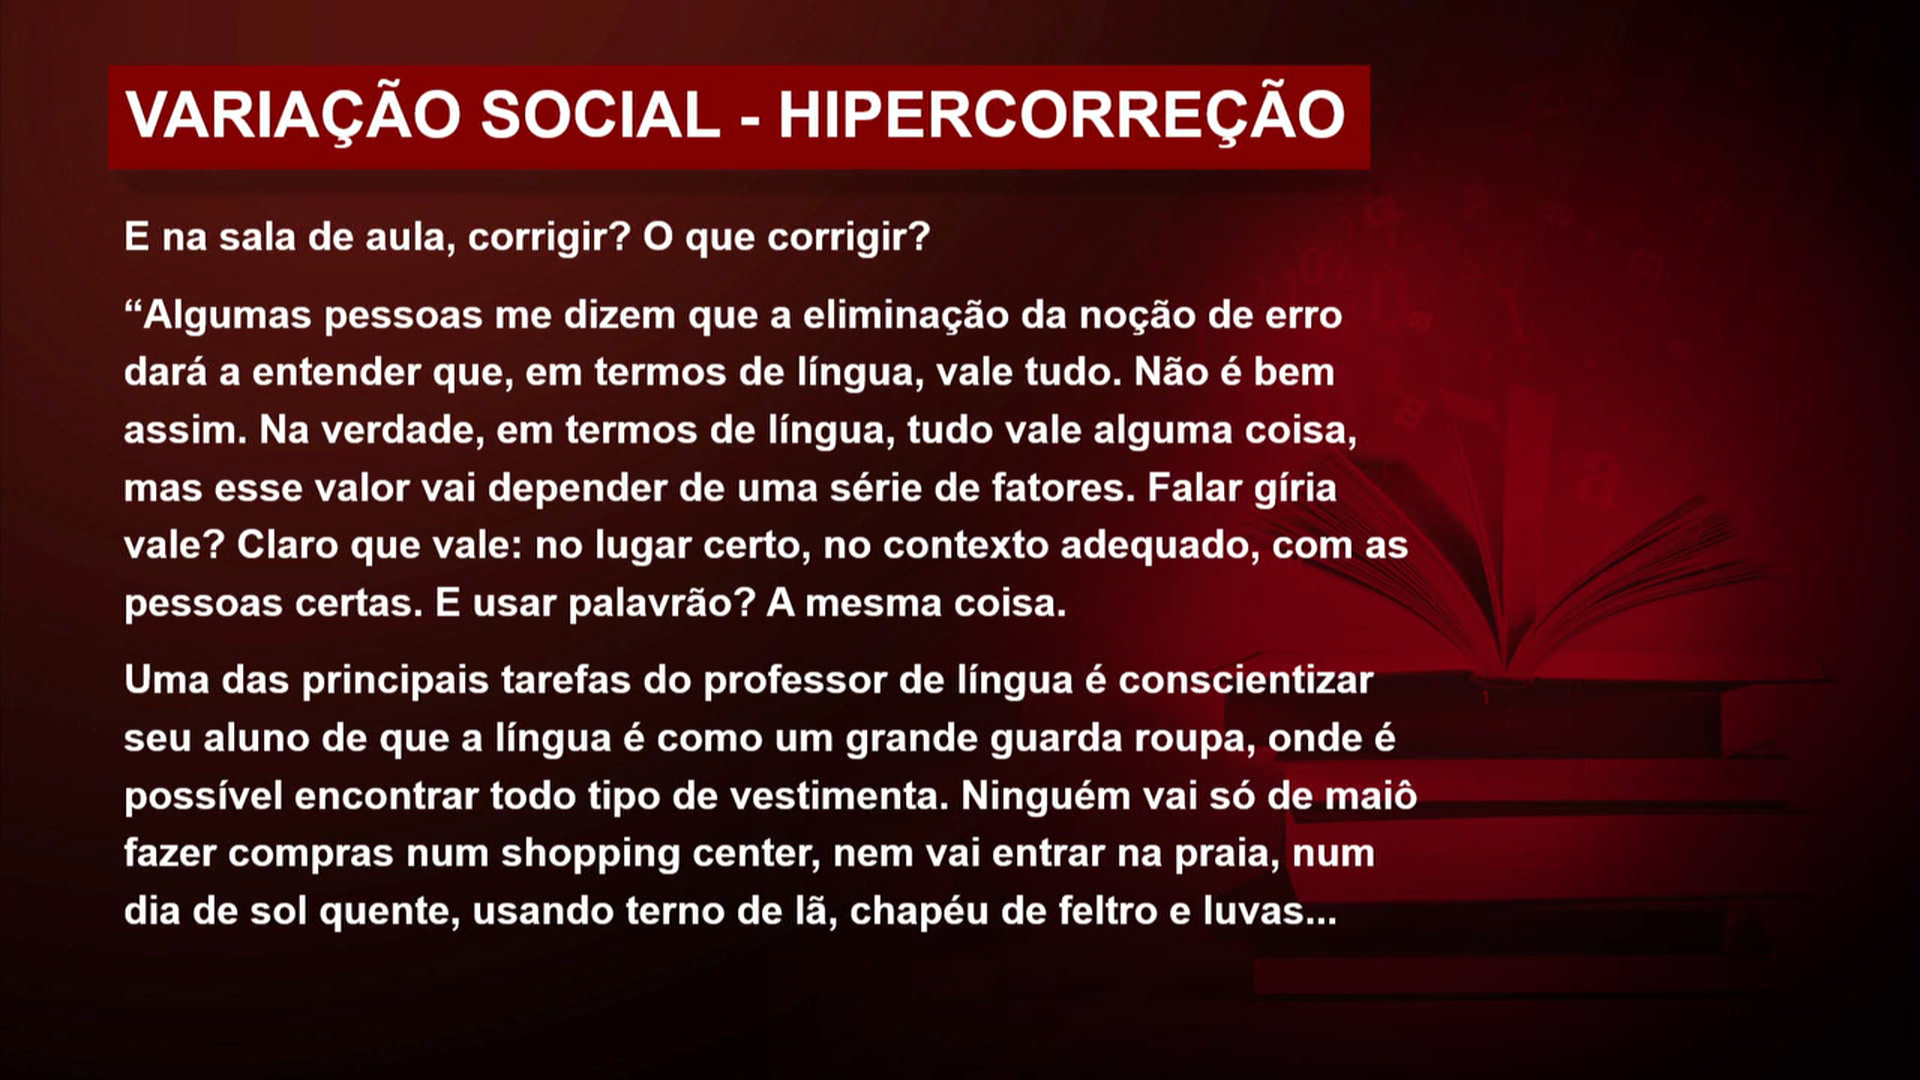 VARIAÇÃO SOCIAL - HIPERCORREÇÃO
E na sala de aula, corrigir? O que corrigir?
“Algumas pessoas me dizem que a eliminação da noção de erro
dará a entender que, em termos de língua, vale tudo. Não é bem
assim. Na verdade, em termos de língua, tudo vale alguma coisa,
mas esse valor vai depender de uma série de fatores. Falar gíria
vale? Claro que vale: no lugar certo, no contexto adequado, com as
pessoas certas. E usar palavrão? A mesma coisa.
Uma das principais tarefas do professor de língua é conscientizar
seu aluno de que a língua é como um grande guarda roupa, onde é
possível encontrar todo tipo de vestimenta. Ninguém vai só de maiô
fazer compras num shopping center, nem vai entrar na praia, num
dia de sol quente, usando terno de lã, chapéu de feltro e luvas...